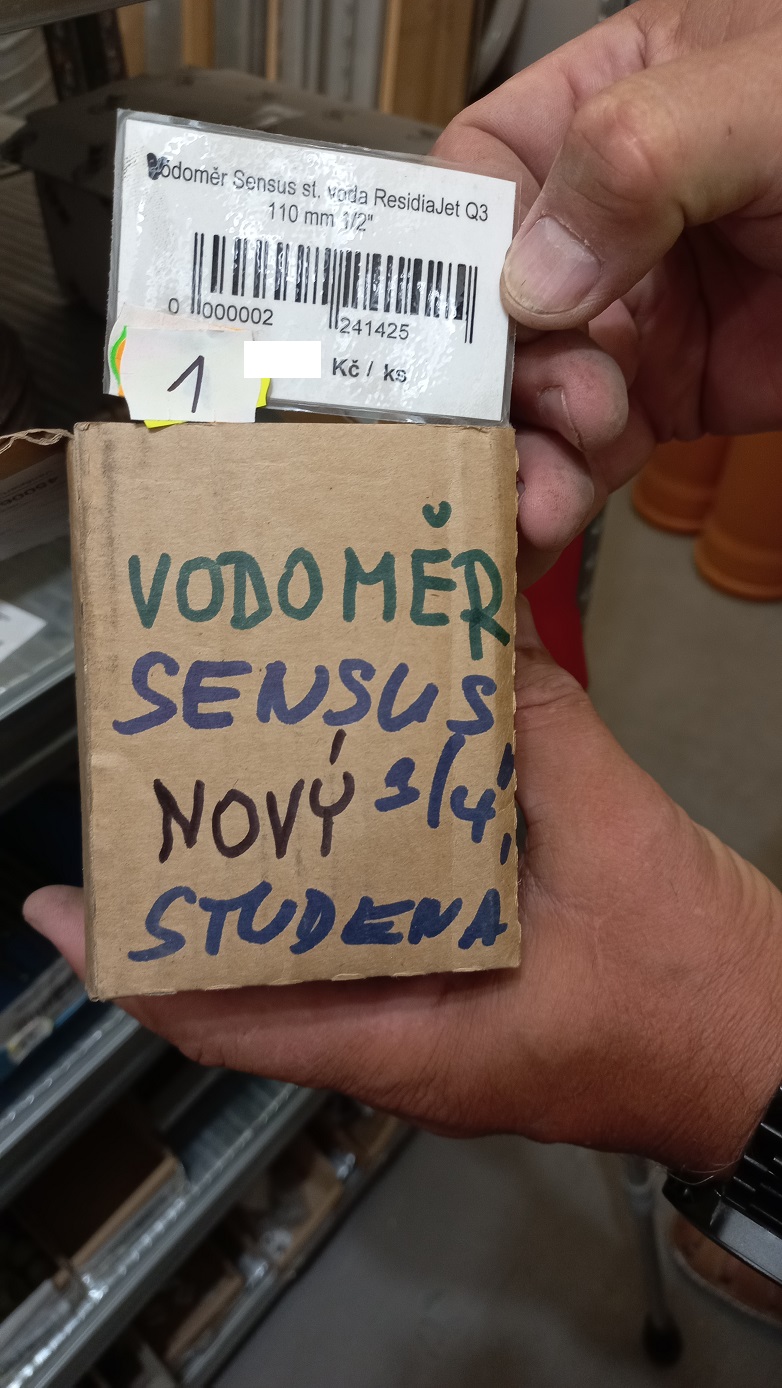 Vodoměr Sensus st. voda ResidiaJet Q3
110 mm 1/2"
0 000002 241425
1
Kč / ks
VODOMĚR
SENSUS
NOVÝ 3/4"
STUDENA